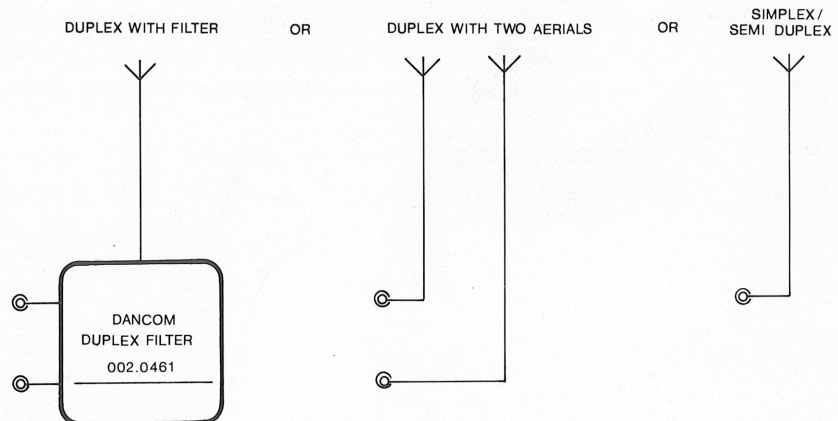 DUPLEX WITH FILTER
OR
DUPLEX WITH TWO AERIALS
OR
SIMPLEX/
SEMI DUPLEX
DANCOM
DUPLEX FILTER
002.0461